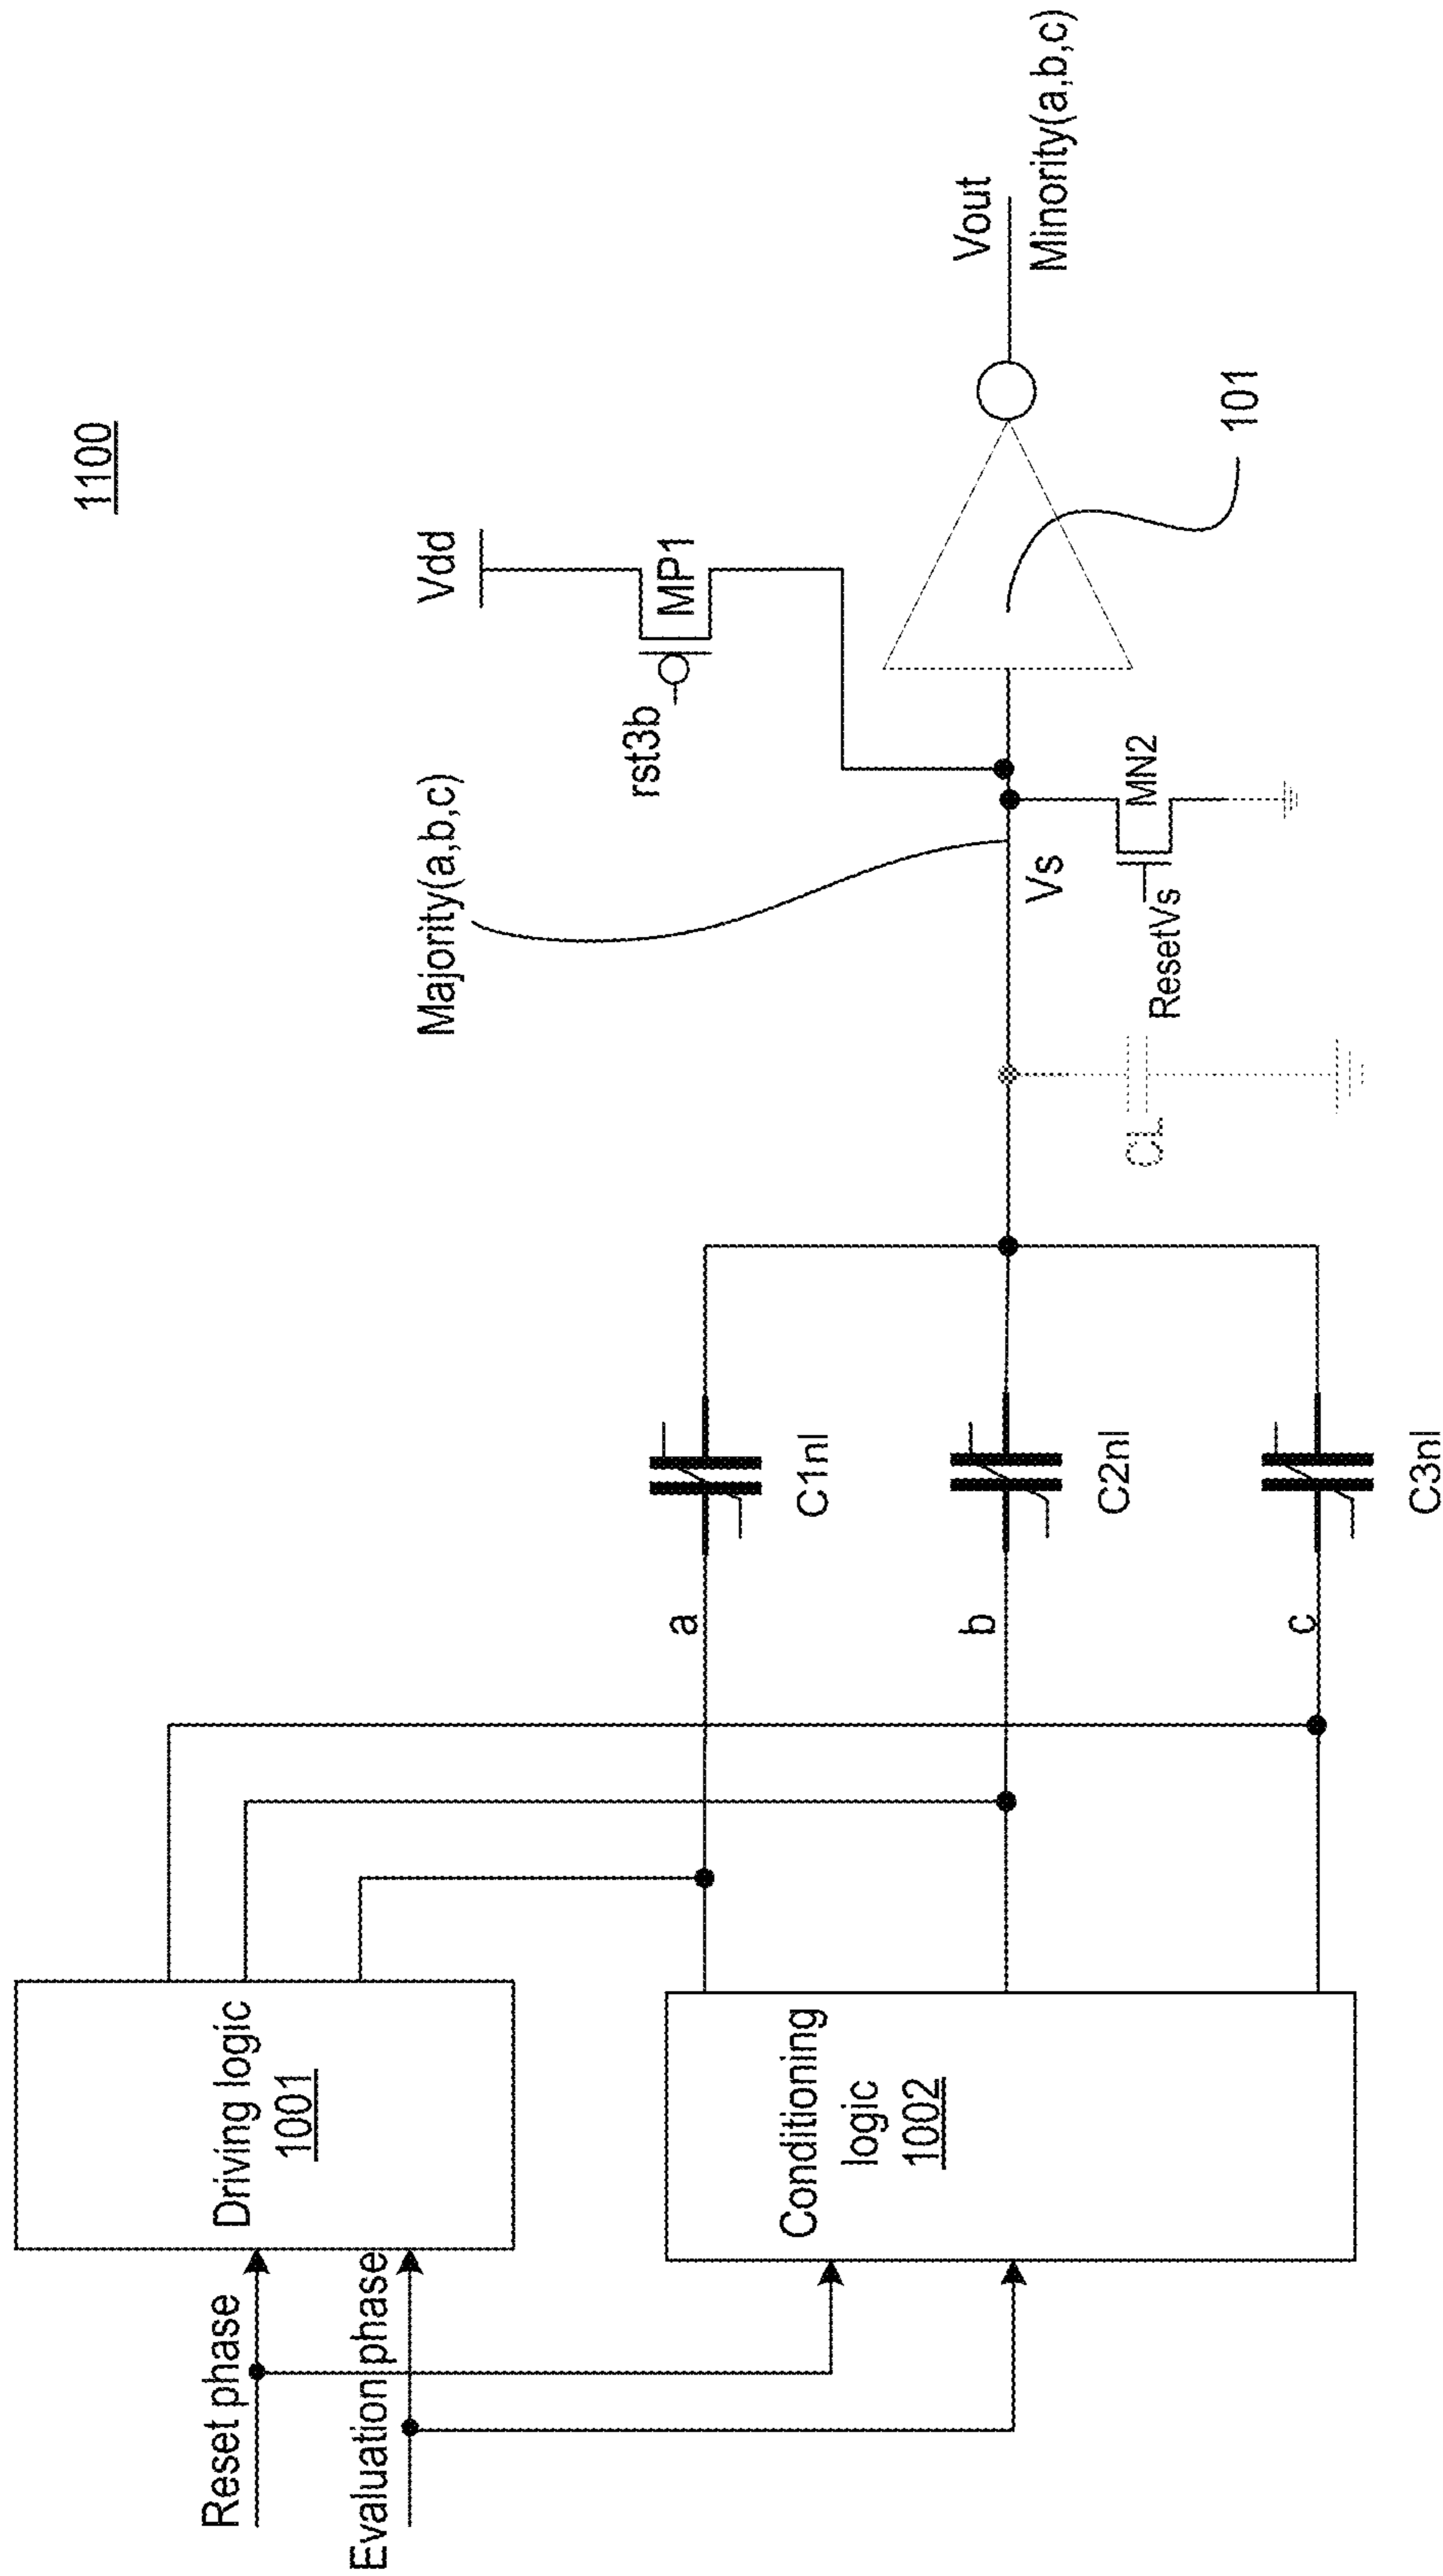 1100
Reset phase
Evaluation phase
Driving logic
1001
Conditioning
logic
1002
a
b
c
C1nl
C2nl
C3nl
CL
Majority(a,b,c)
Vs
ResetVs
MN2
rst3b
MP1
Vdd
101
Vout
Minority(a,b,c)